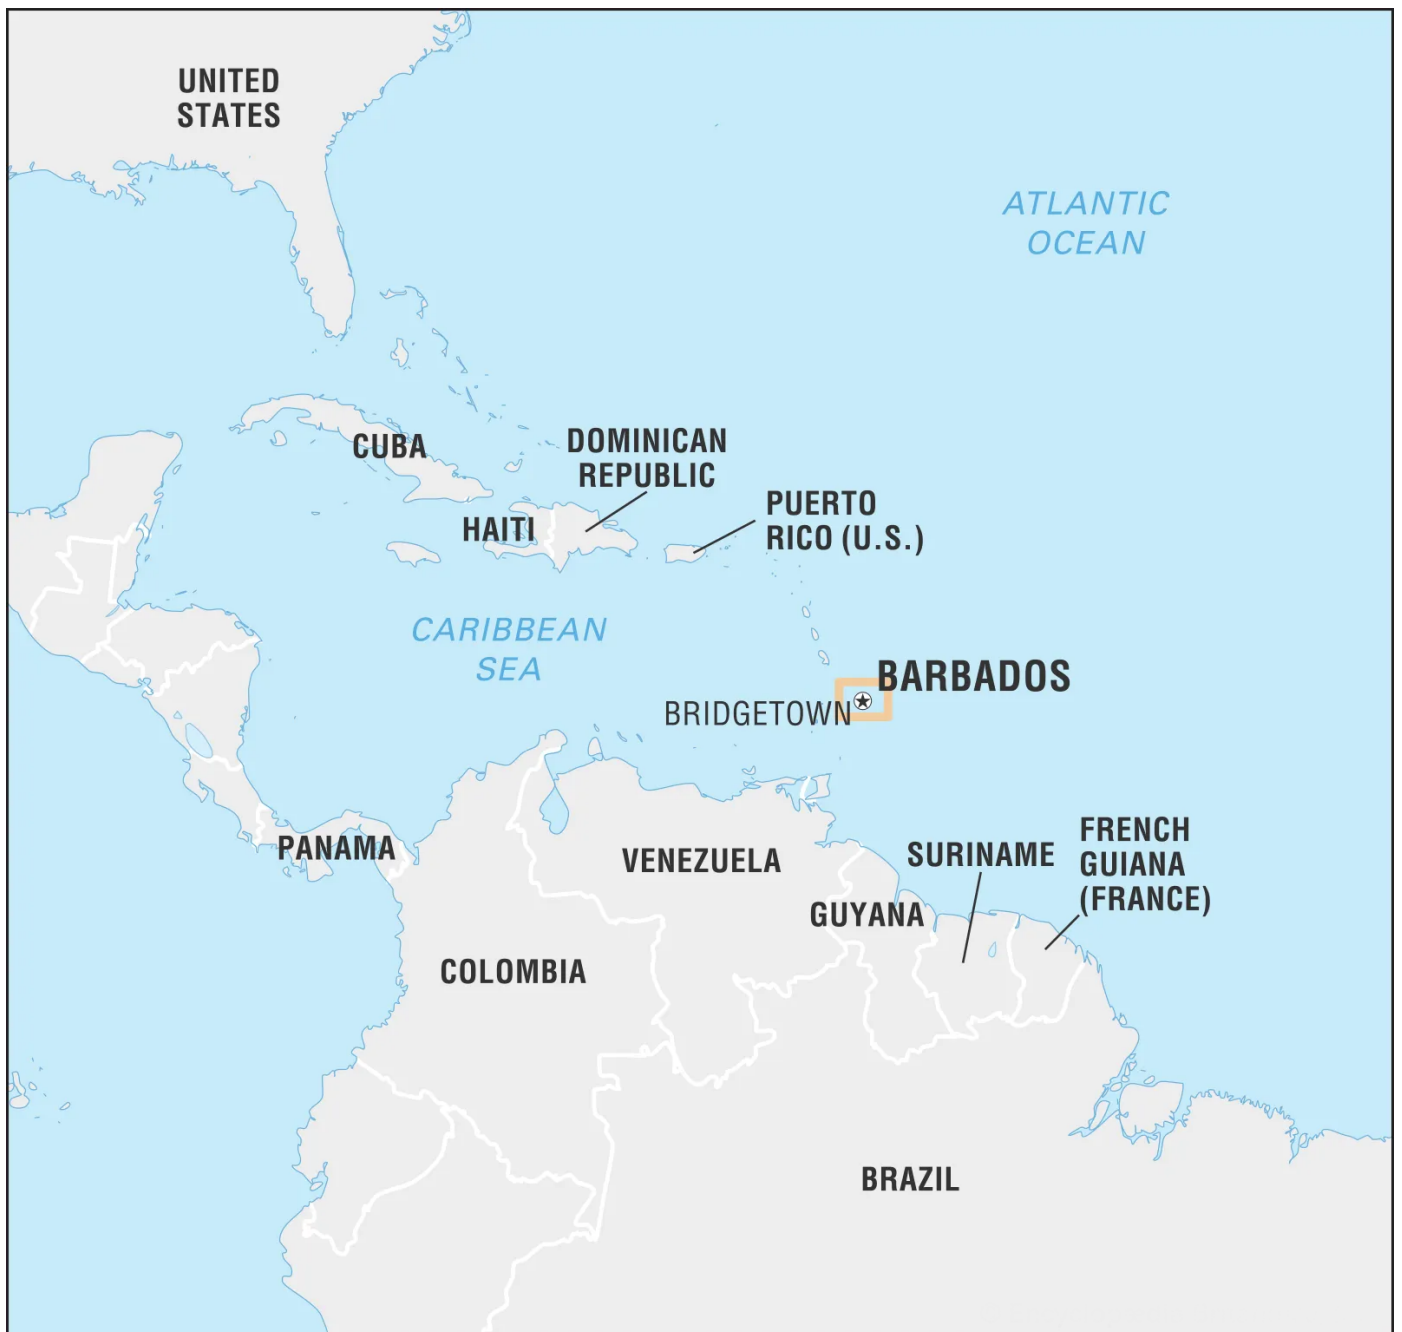 UNITED
STATES
ATLANTIC
OCEAN
CUBA
DOMINICAN
REPUBLIC
HAITI
PUERTO
RICO (U.S.)
CARIBBEAN
SEA
BARBADOS
BRIDGETOWN
PANAMA
VENEZUELA
SURINAME
FRENCH
GUIANA
(FRANCE)
GUYANA
COLOMBIA
BRAZIL